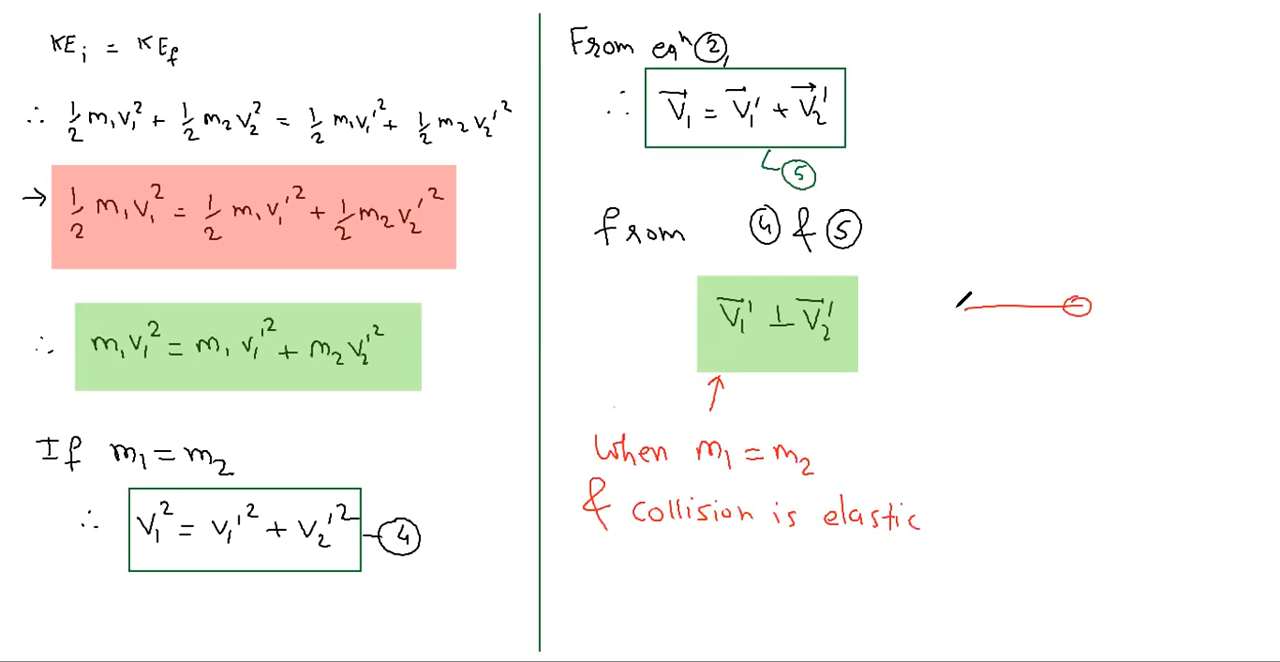 KEᵢ = KE_f
∴ ½ m₁v₁² + ½ m₂v₂² = ½ m₁v₁'² + ½ m₂v₂'²
→ ½ m₁v₁² = ½ m₁v₁'² + ½ m₂v₂'²
∴ m₁v₁² = m₁v₁'² + m₂v₂'²
If m₁ = m₂
∴ v₁² = v₁'² + v₂'² - ④
From eqⁿ ②,
∴ V⃗₁ = V⃗₁' + V⃗₂'
⑤
from ④ & ⑤
V⃗₁' ⊥ V⃗₂'
When m₁ = m₂
& collision is elastic